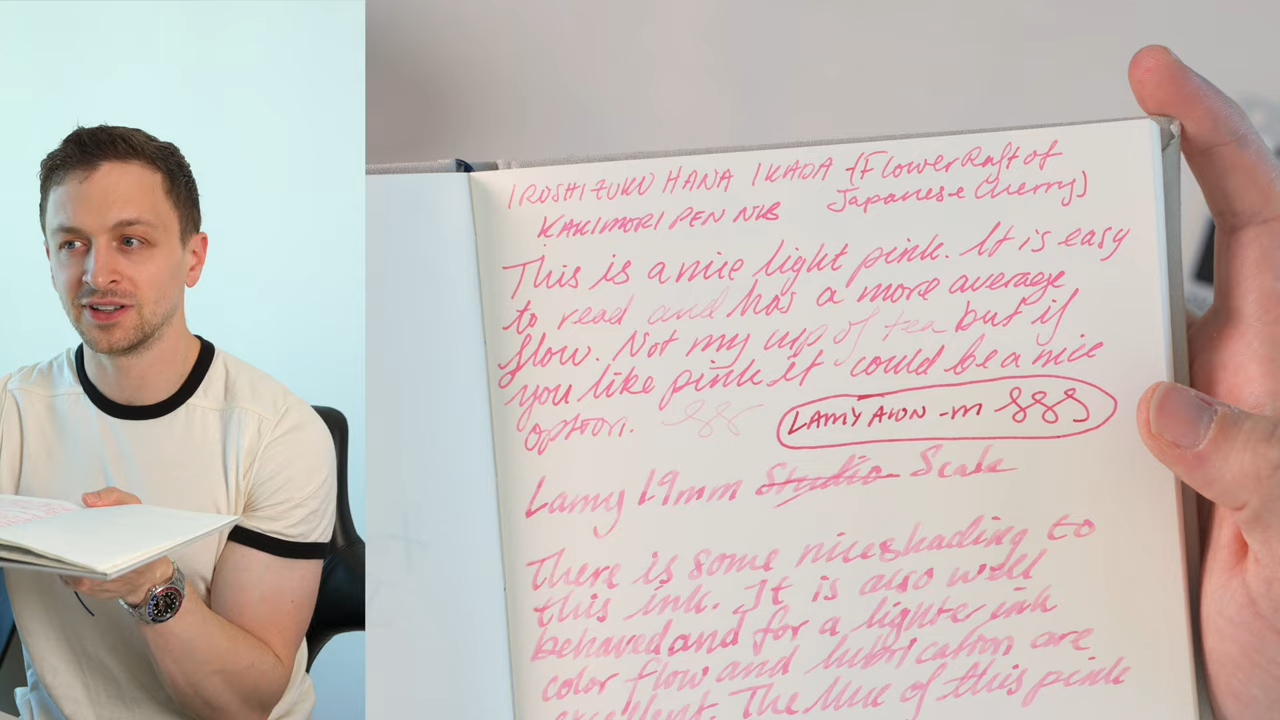 IROSHIZUKU HANA IKADA - (Flower Raft of
Japanese Cherry)
KAKIMORI PEN NIB
This is a nice light pink. It is easy
to read and has a more average
flow. Not my cup of tea but if
you like pink it could be a nice
option.
LAMY AION -m
Lamy 1.9mm Studio Scale
There is some nice shading to
this ink. It is also well
behaved and for a lighter ink
color flow and lubrication are
excellent. The hue of this pink